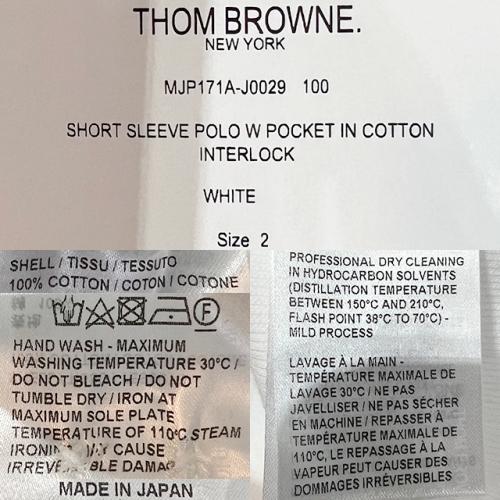 THOM BROWNE.
NEW YORK
MJP171A-J0029 100
SHORT SLEEVE POLO W POCKET IN COTTON
INTERLOCK
WHITE
Size 2
SHELL / TISSU / TESSUTO
100% COTTON / COTON / COTONE
HAND WASH - MAXIMUM
WASHING TEMPERATURE 30°C /
DO NOT BLEACH / DO NOT
TUMBLE DRY / IRON AT
MAXIMUM SOLE PLATE
TEMPERATURE OF 110°C STEAM
CAUSE
MADE IN JAPAN
PROFESSIONAL DRY CLEANING
IN HYDROCARBON SOLVENTS
(DISTILLATION TEMPERATURE
BETWEEN 150°C AND 210°C,
FLASH POINT 38°C TO 70°C) -
MILD PROCESS
LAVAGE À LA MAIN -
TEMPÉRATURE MAXIMALE DE
LAVAGE 30°C / NE PAS
JAVELLISER / NE PAS SÉCHER
EN MACHINE / REPASSER À
TEMPÉRATURE MAXIMALE DE
110°C, LE REPASSAGE À LA
VAPEUR PEUT CAUSER DES
DOMMAGES IRRÉVERSIBLES